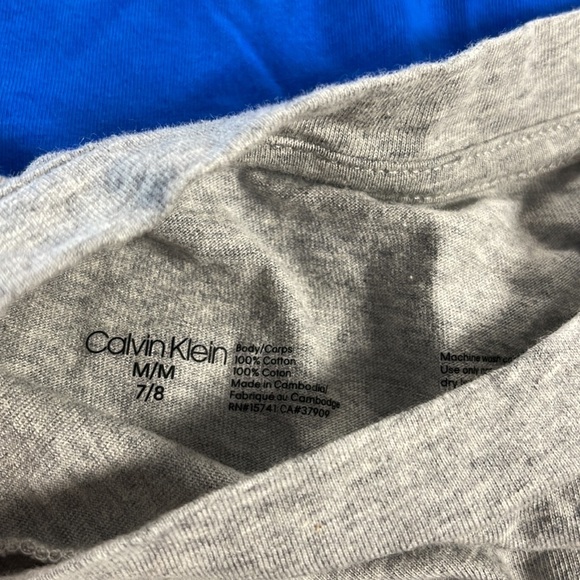 Calvin Klein
M/M
7/8
Body/Corps
100% Cotton
100% Coton
Made in Cambodia/
Fabriqué au Cambodge
RN#15741 CA#37909
Machine wash
Use only
dry